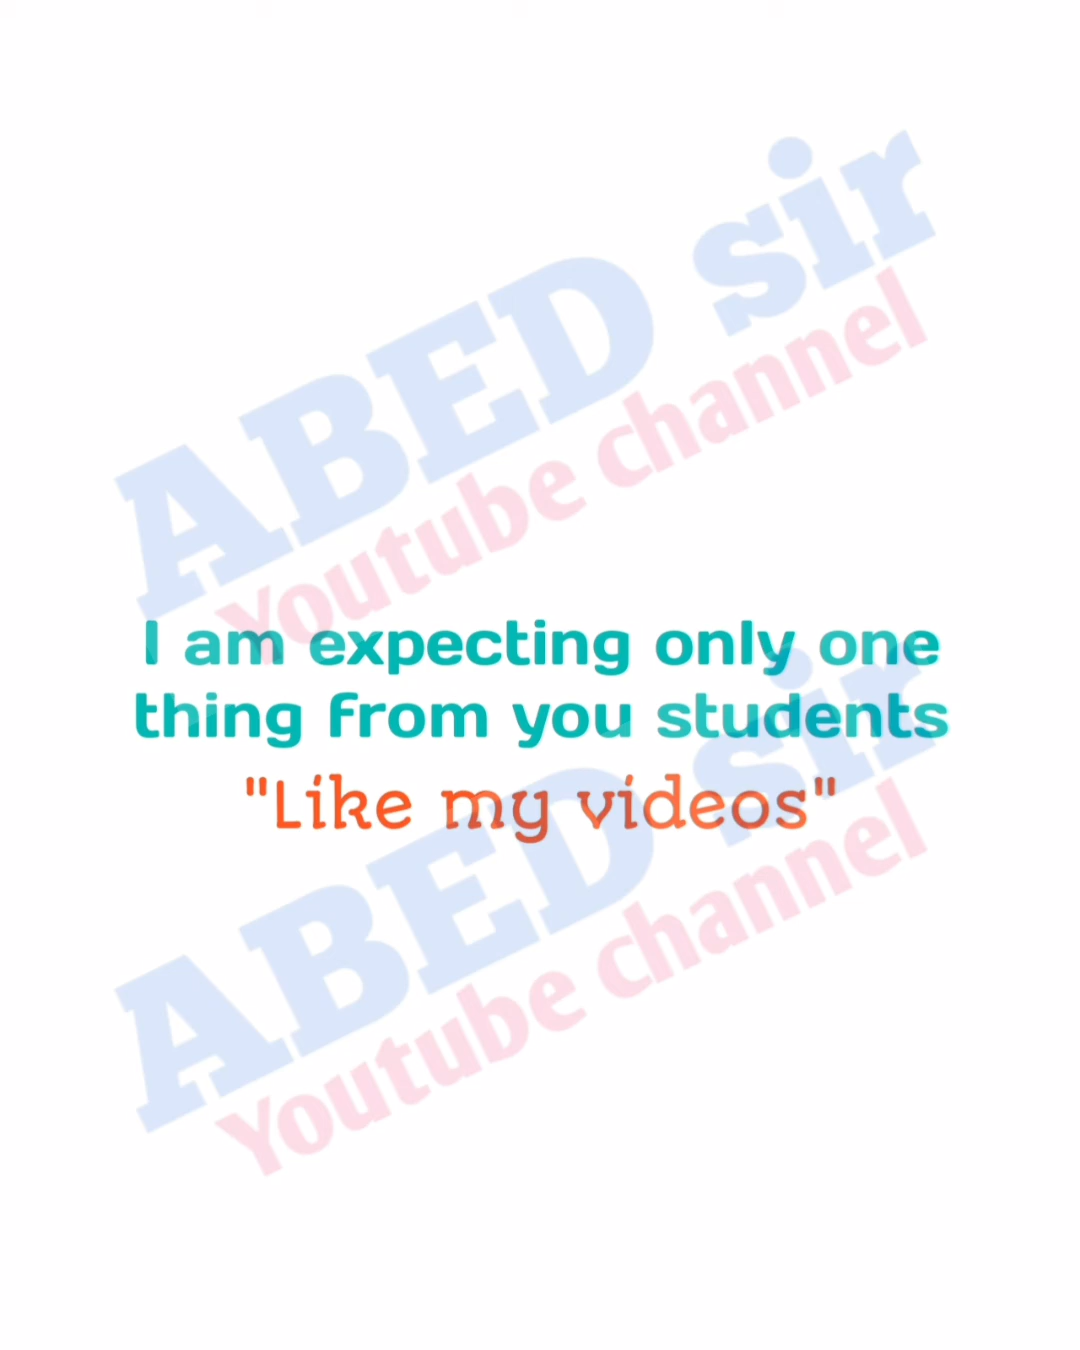 ABED sir
Youtube channel
I am expecting only one
thing from you students
"Like my videos"
ABED sir
Youtube channel